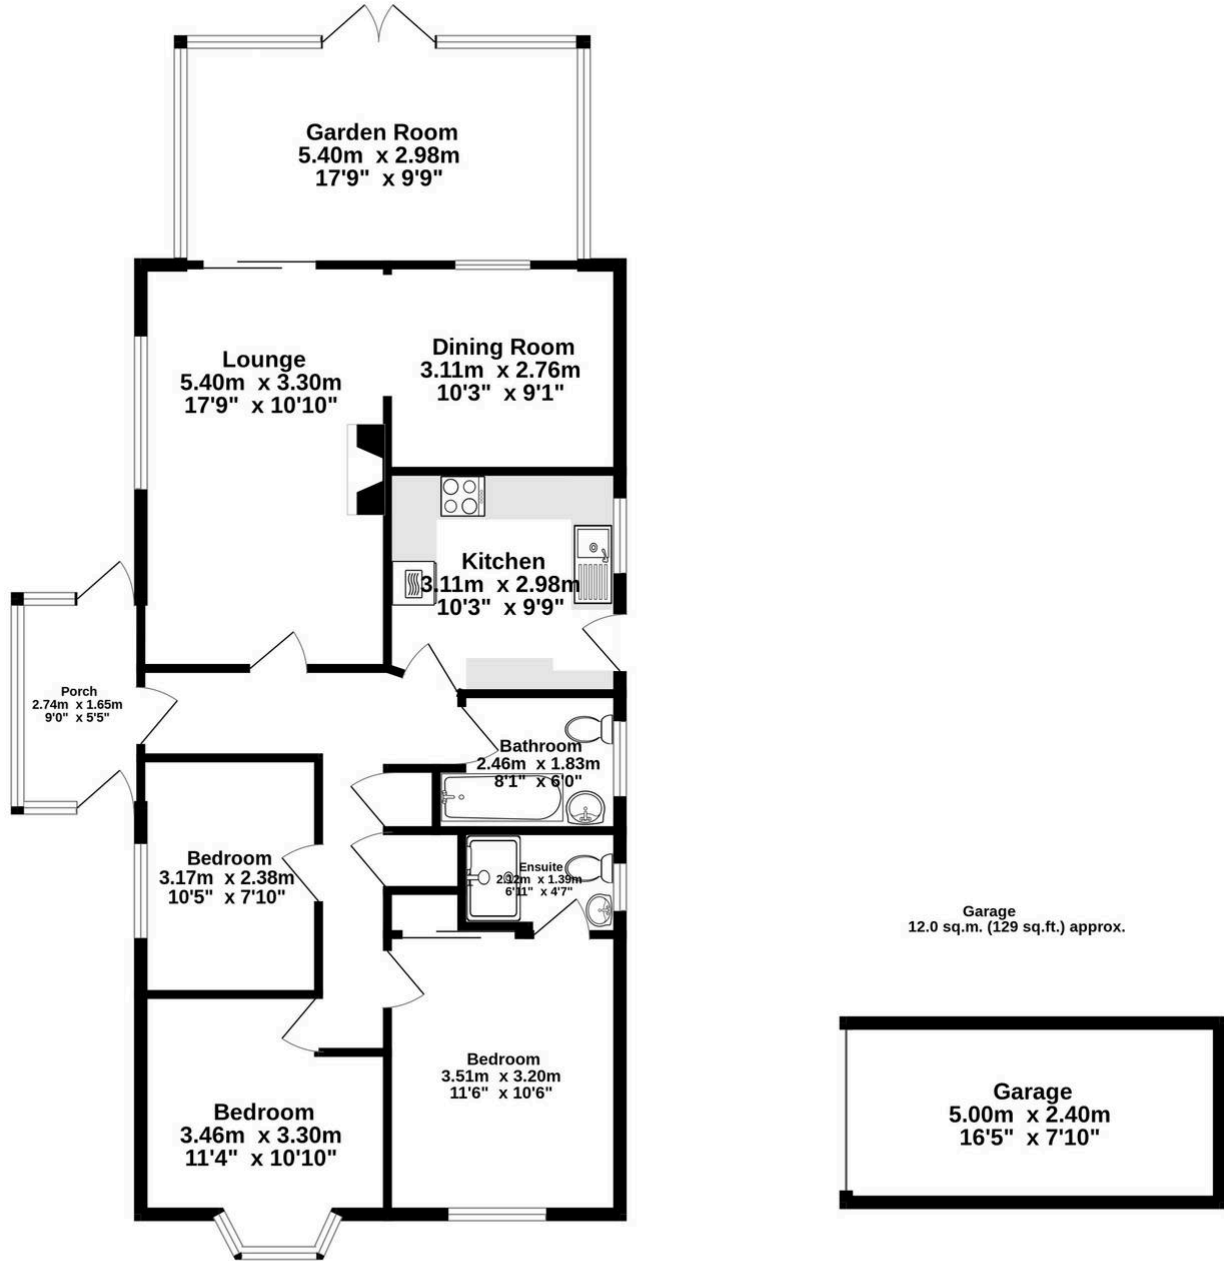 Garden Room
5.40m x 2.98m
17'9" x 9'9"
Lounge
5.40m x 3.30m
17'9" x 10'10"
Dining Room
3.11m x 2.76m
10'3" x 9'1"
Kitchen
3.11m x 2.98m
10'3" x 9'9"
Porch
2.74m x 1.65m
9'0" x 5'5"
Bathroom
2.46m x 1.83m
8'1" x 6'0"
Bedroom
3.17m x 2.38m
10'5" x 7'10"
Ensuite
2.12m x 1.39m
6'11" x 4'7"
Bedroom
3.51m x 3.20m
11'6" x 10'6"
Bedroom
3.46m x 3.30m
11'4" x 10'10"
Garage
12.0 sq.m. (129 sq.ft.) approx.
Garage
5.00m x 2.40m
16'5" x 7'10"